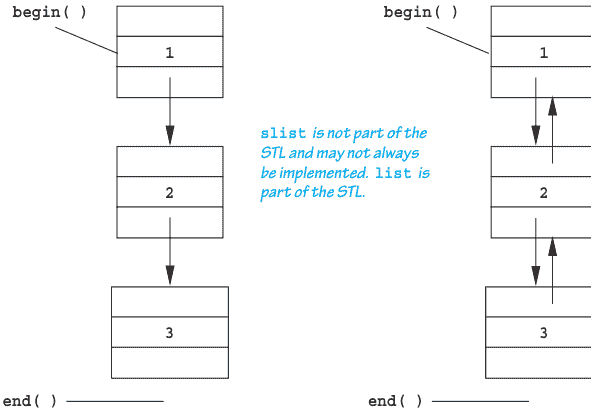 begin( )
1
2
3
end( )
slist is not part of the
STL and may not always
be implemented. list is
part of the STL.
begin( )
1
2
3
end( )